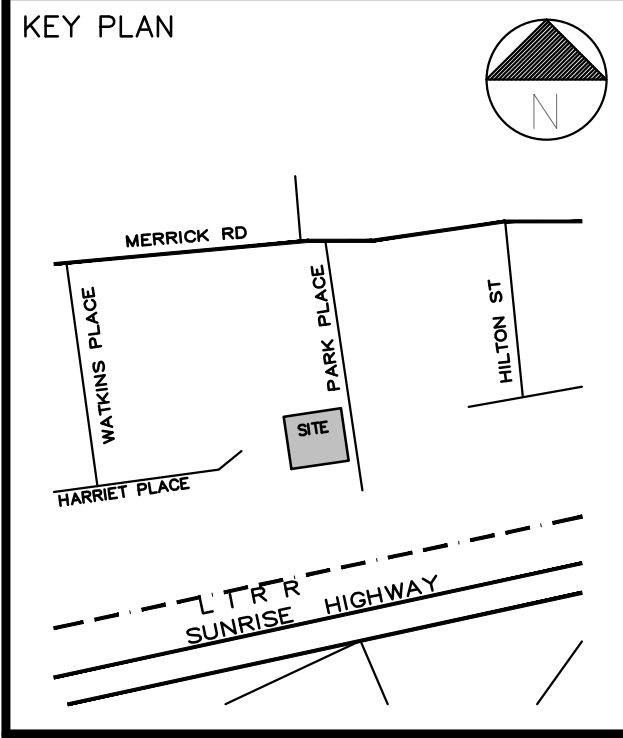 KEY PLAN
N
MERRICK RD
WATKINS PLACE
PARK PLACE
HILTON ST
SITE
HARRIET PLACE
L T R R
SUNRISE HIGHWAY